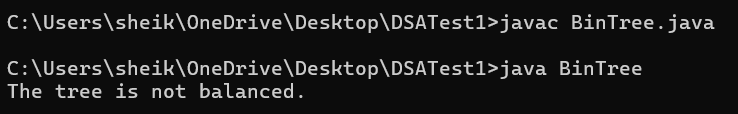 C:\Users\sheik\OneDrive\Desktop\DSATest1>javac BinTree.java
C:\Users\sheik\OneDrive\Desktop\DSATest1>java BinTree
The tree is not balanced.